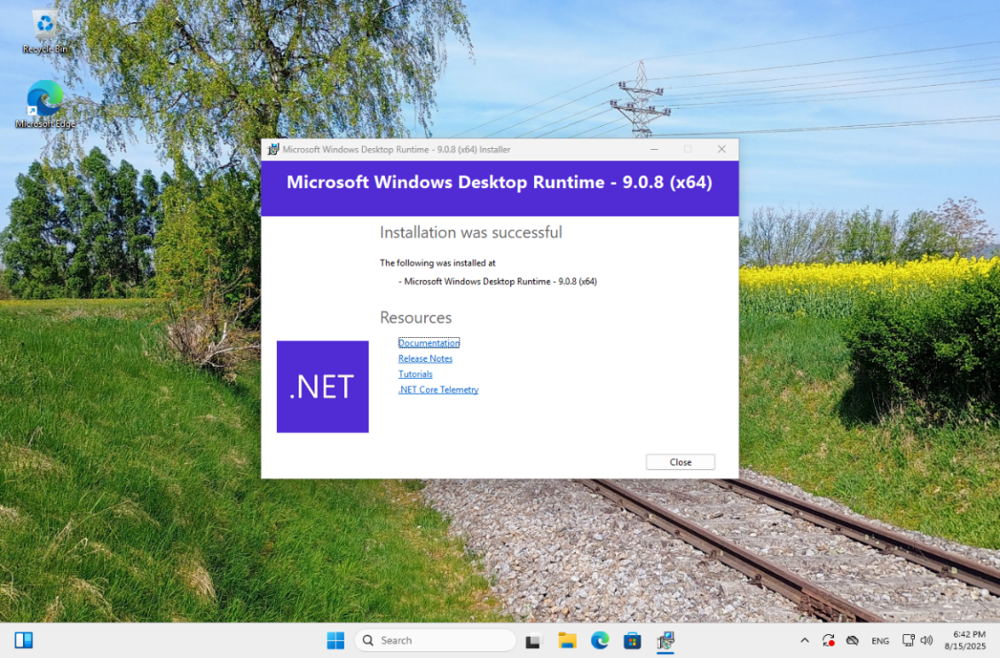 Recycle Bin
Microsoft Edge
Microsoft Windows Desktop Runtime - 9.0.8 (x64) Installer
Microsoft Windows Desktop Runtime - 9.0.8 (x64)
Installation was successful
The following was installed at
- Microsoft Windows Desktop Runtime - 9.0.8 (x64)
Resources
Documentation
Release Notes
Tutorials
.NET Core Telemetry
.NET
Close
Search
ENG
6:42 PM
8/15/2025